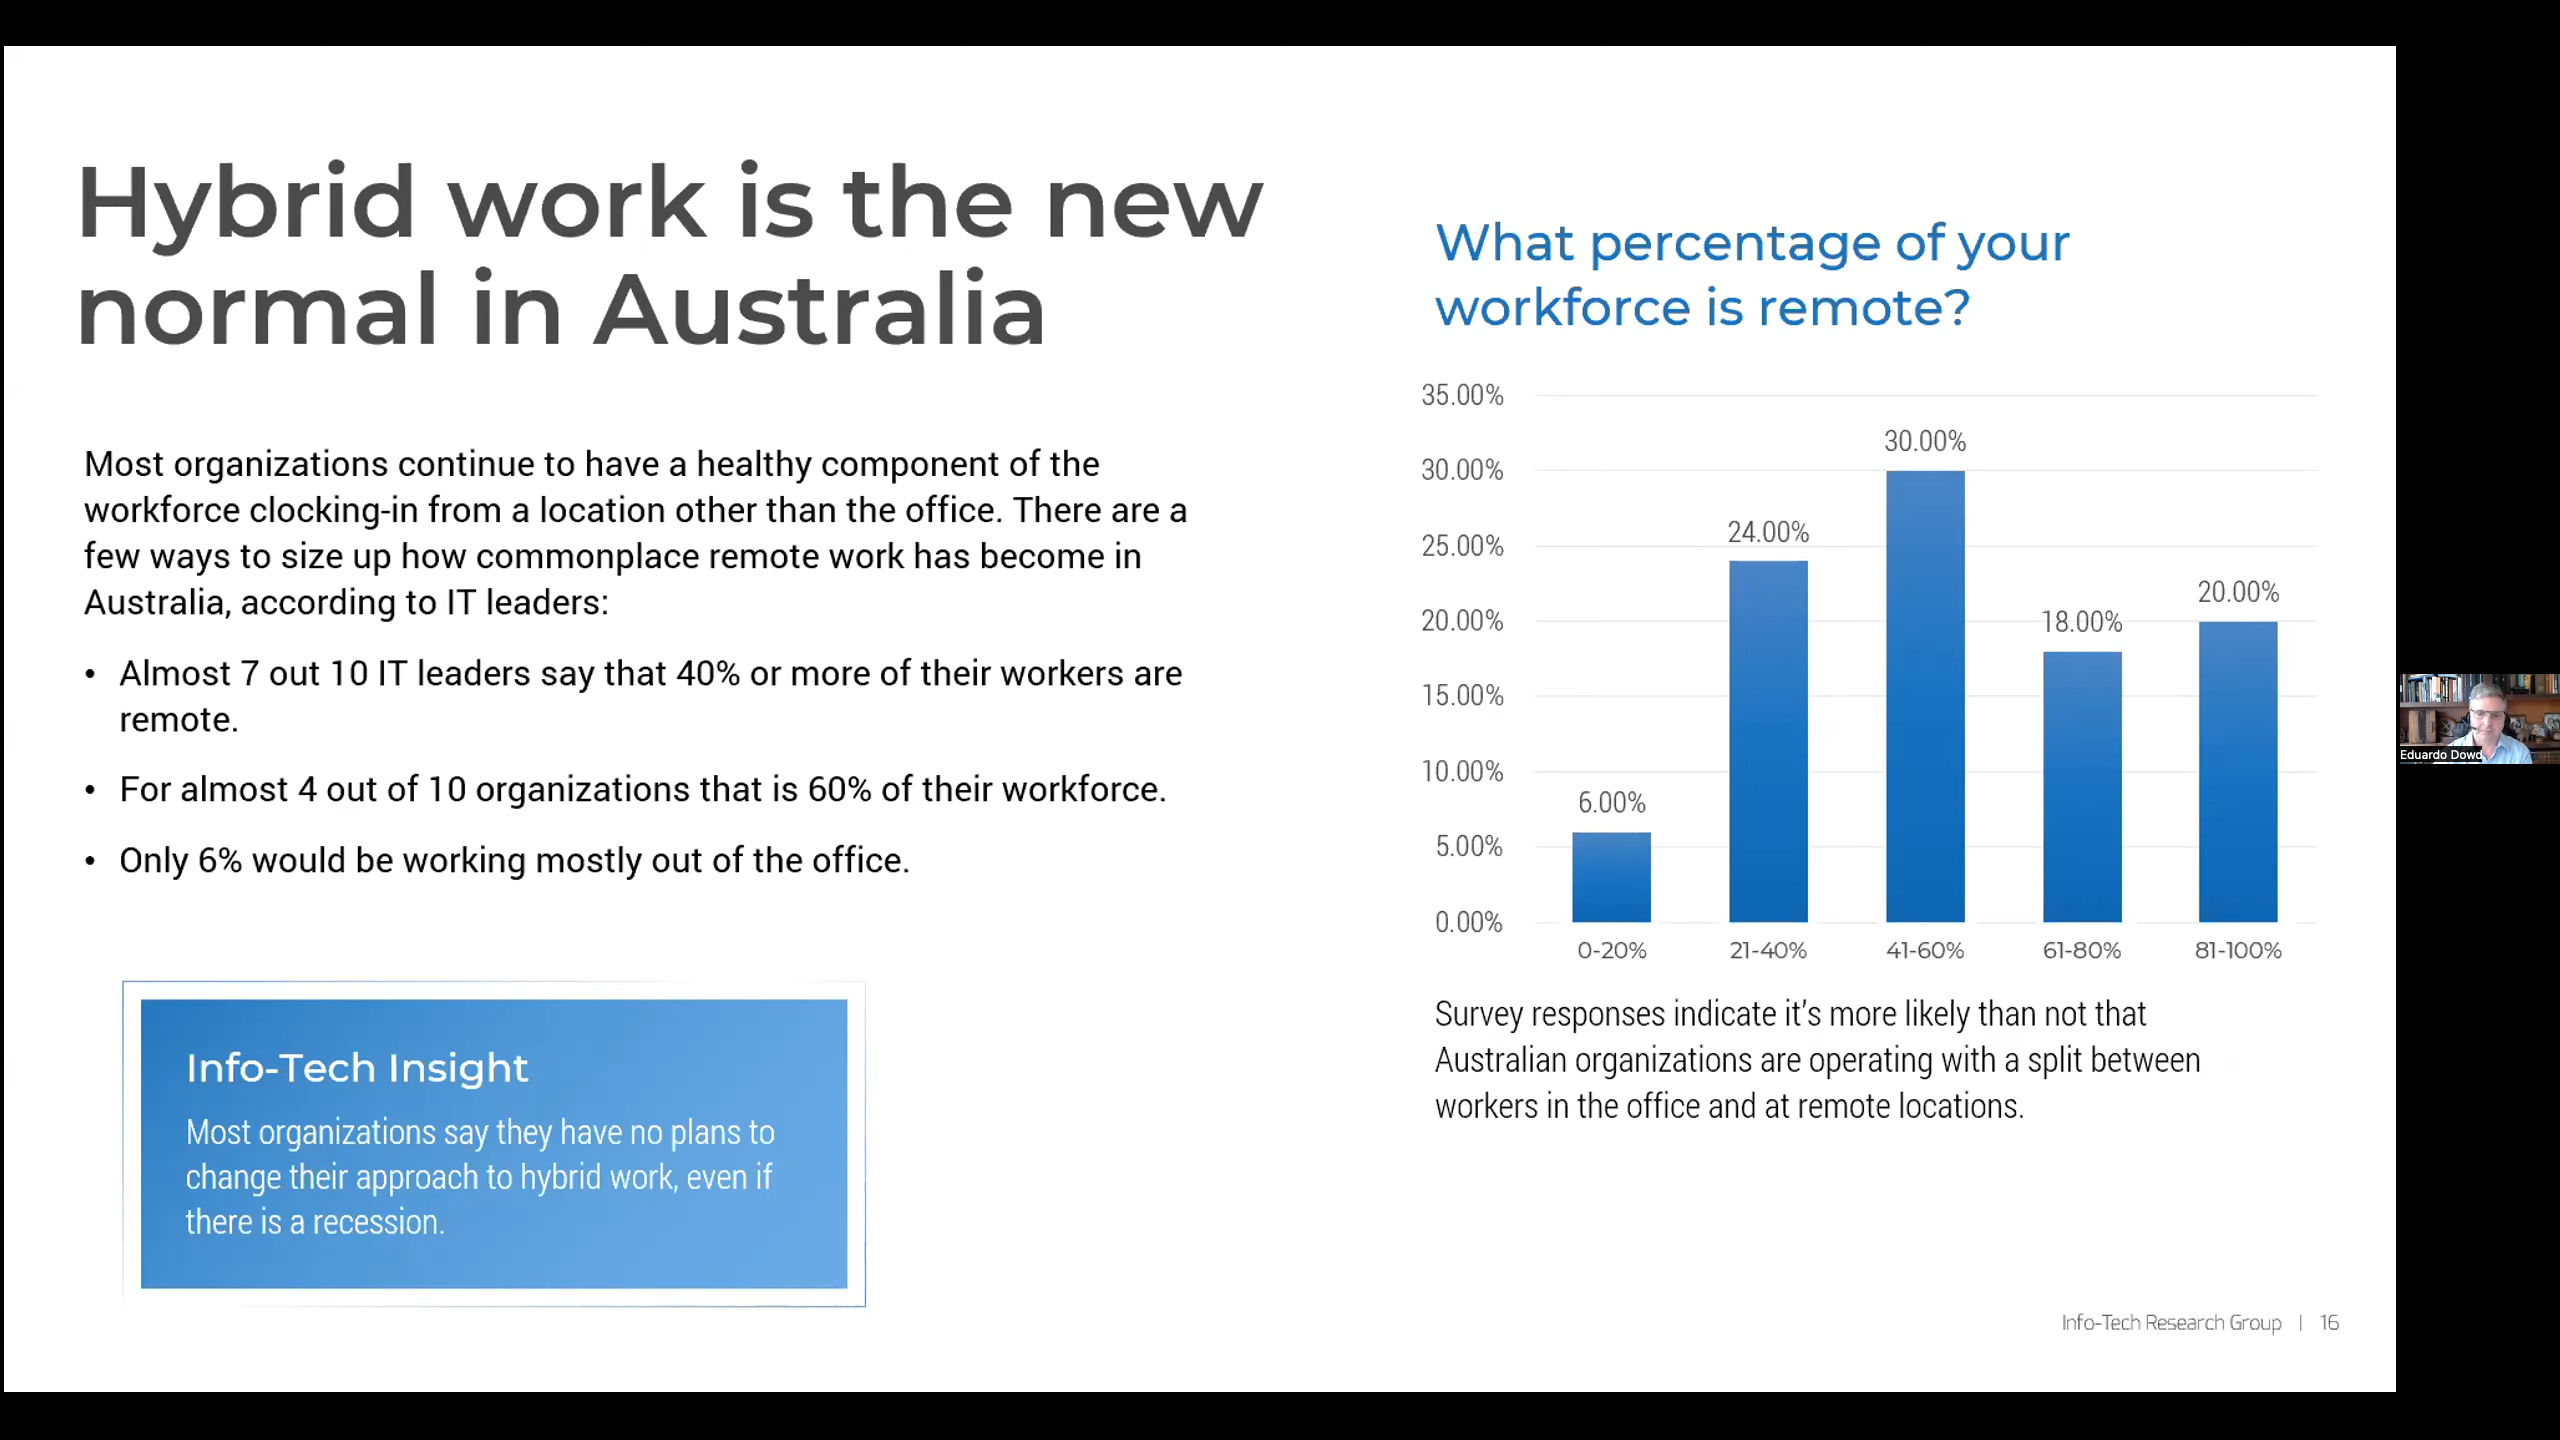 Hybrid work is the new
normal in Australia
Most organizations continue to have a healthy component of the
workforce clocking-in from a location other than the office. There are a
few ways to size up how commonplace remote work has become in
Australia, according to IT leaders:
• Almost 7 out 10 IT leaders say that 40% or more of their workers are
remote.
• For almost 4 out of 10 organizations that is 60% of their workforce.
• Only 6% would be working mostly out of the office.
Info-Tech Insight
Most organizations say they have no plans to
change their approach to hybrid work, even if
there is a recession.
What percentage of your
workforce is remote?
35.00%
30.00%
25.00%
20.00%
15.00%
10.00%
5.00%
0.00%
6.00%
24.00%
30.00%
18.00%
20.00%
0-20%
21-40%
41-60%
61-80%
81-100%
Survey responses indicate it's more likely than not that
Australian organizations are operating with a split between
workers in the office and at remote locations.
Info-Tech Research Group | 16
Eduardo Dowd